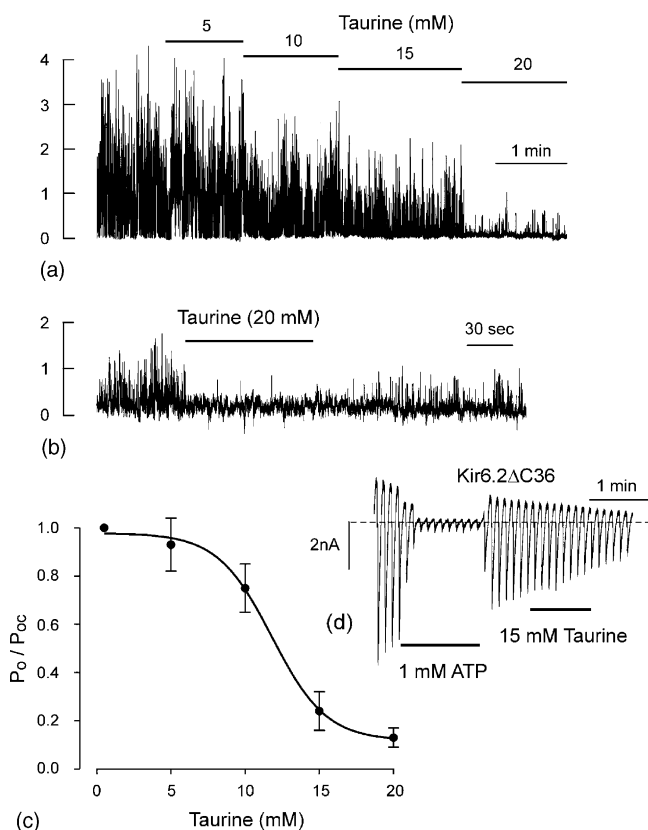 Taurine (mM)
5
10
15
20
4
3
2
1
0
1 min
(a)
Taurine (20 mM)
30 sec
2
1
0
(b)
Kir6.2ΔC36
1 min
2nA
(d)
15 mM Taurine
1 mM ATP
1.0
0.8
0.6
0.4
0.2
0.0
Po / Poc
0 5 10 15 20
Taurine (mM)
(c)